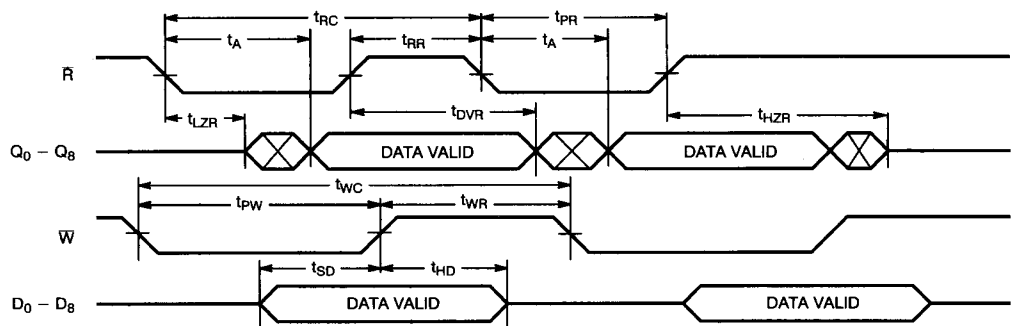 tRC tPR
tA tRR tA
R̅
tDVR
tLZR tHZR
Q0 – Q8 DATA VALID DATA VALID
tWC
tPW tWR
W̅
tSD tHD
D0 – D8 DATA VALID DATA VALID